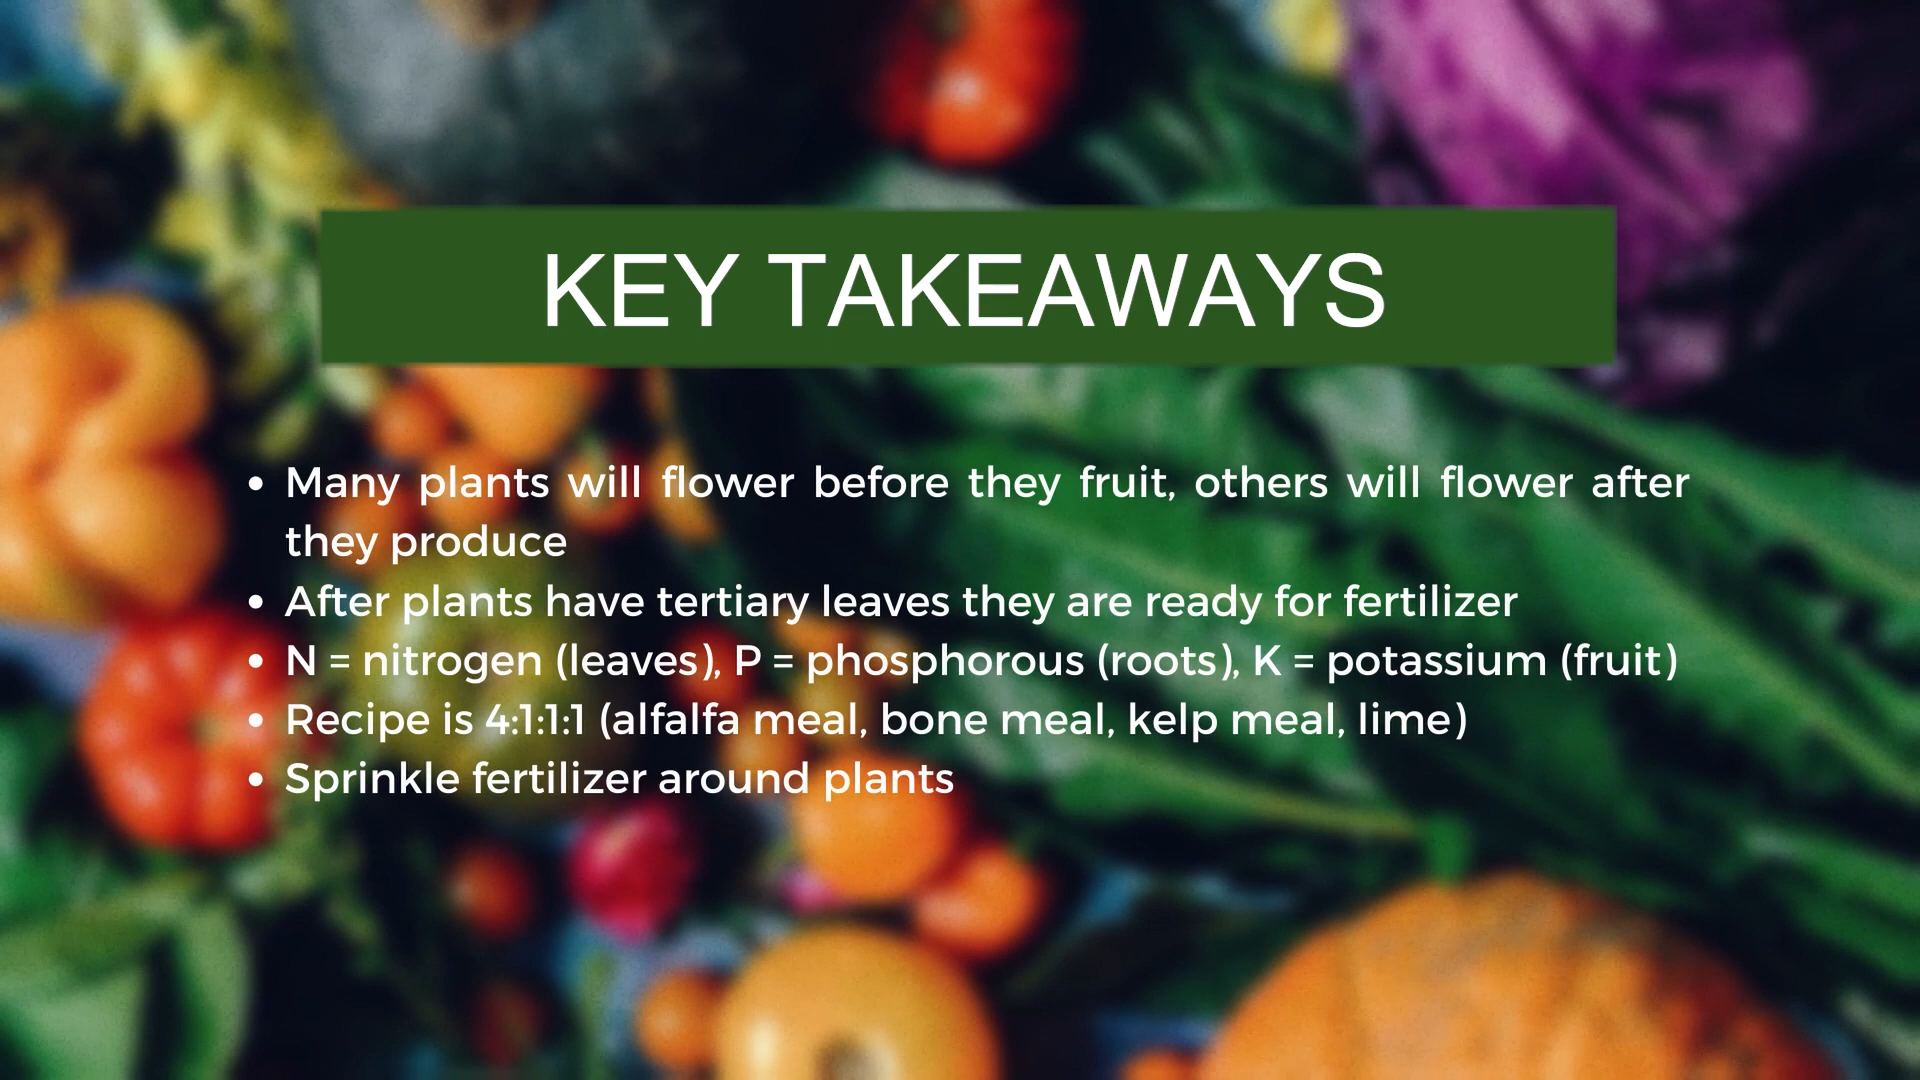 KEY TAKEAWAYS
• Many plants will flower before they fruit, others will flower after
they produce
• After plants have tertiary leaves they are ready for fertilizer
• N = nitrogen (leaves), P = phosphorous (roots), K = potassium (fruit)
• Recipe is 4:1:1:1 (alfalfa meal, bone meal, kelp meal, lime)
• Sprinkle fertilizer around plants